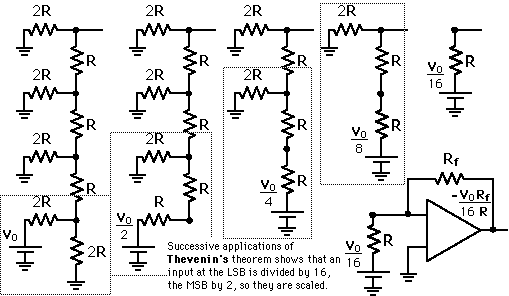 2R 2R 2R 2R
R R R R V0/16 R
2R 2R 2R
R R R R
V0/8
2R 2R
V0/4 Rf
R R
2R 2R R R
V0 V0/2 -V0Rf/16 R
2R V0/16 R
Successive applications of
Thevenin's theorem shows that an
input at the LSB is divided by 16,
the MSB by 2, so they are scaled.